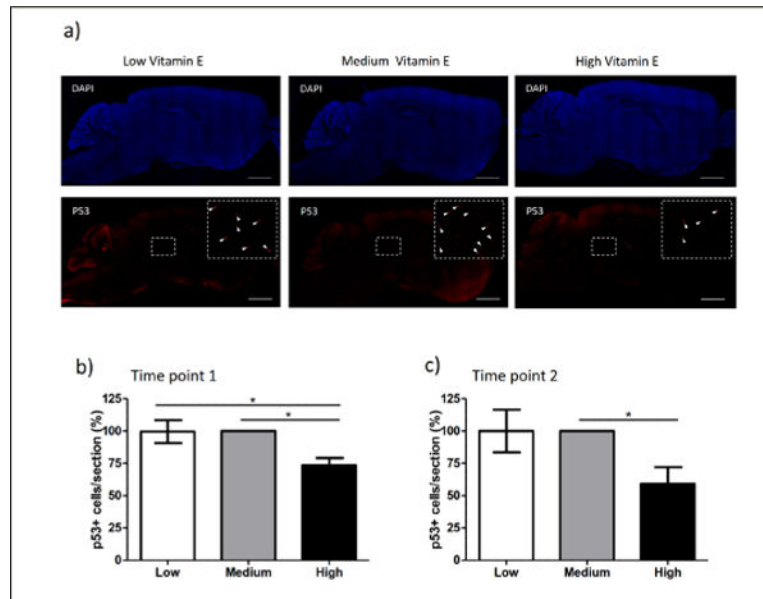 a)
Low Vitamin E
Medium Vitamin E
High Vitamin E
DAPI
DAPI
DAPI
P53
P53
P53
b)
Time point 1
p53+ cells/section (%)
125
100
75
50
25
0
*
*
Low
Medium
High
c)
Time point 2
p53+ cells/section (%)
125
100
75
50
25
0
*
Low
Medium
High